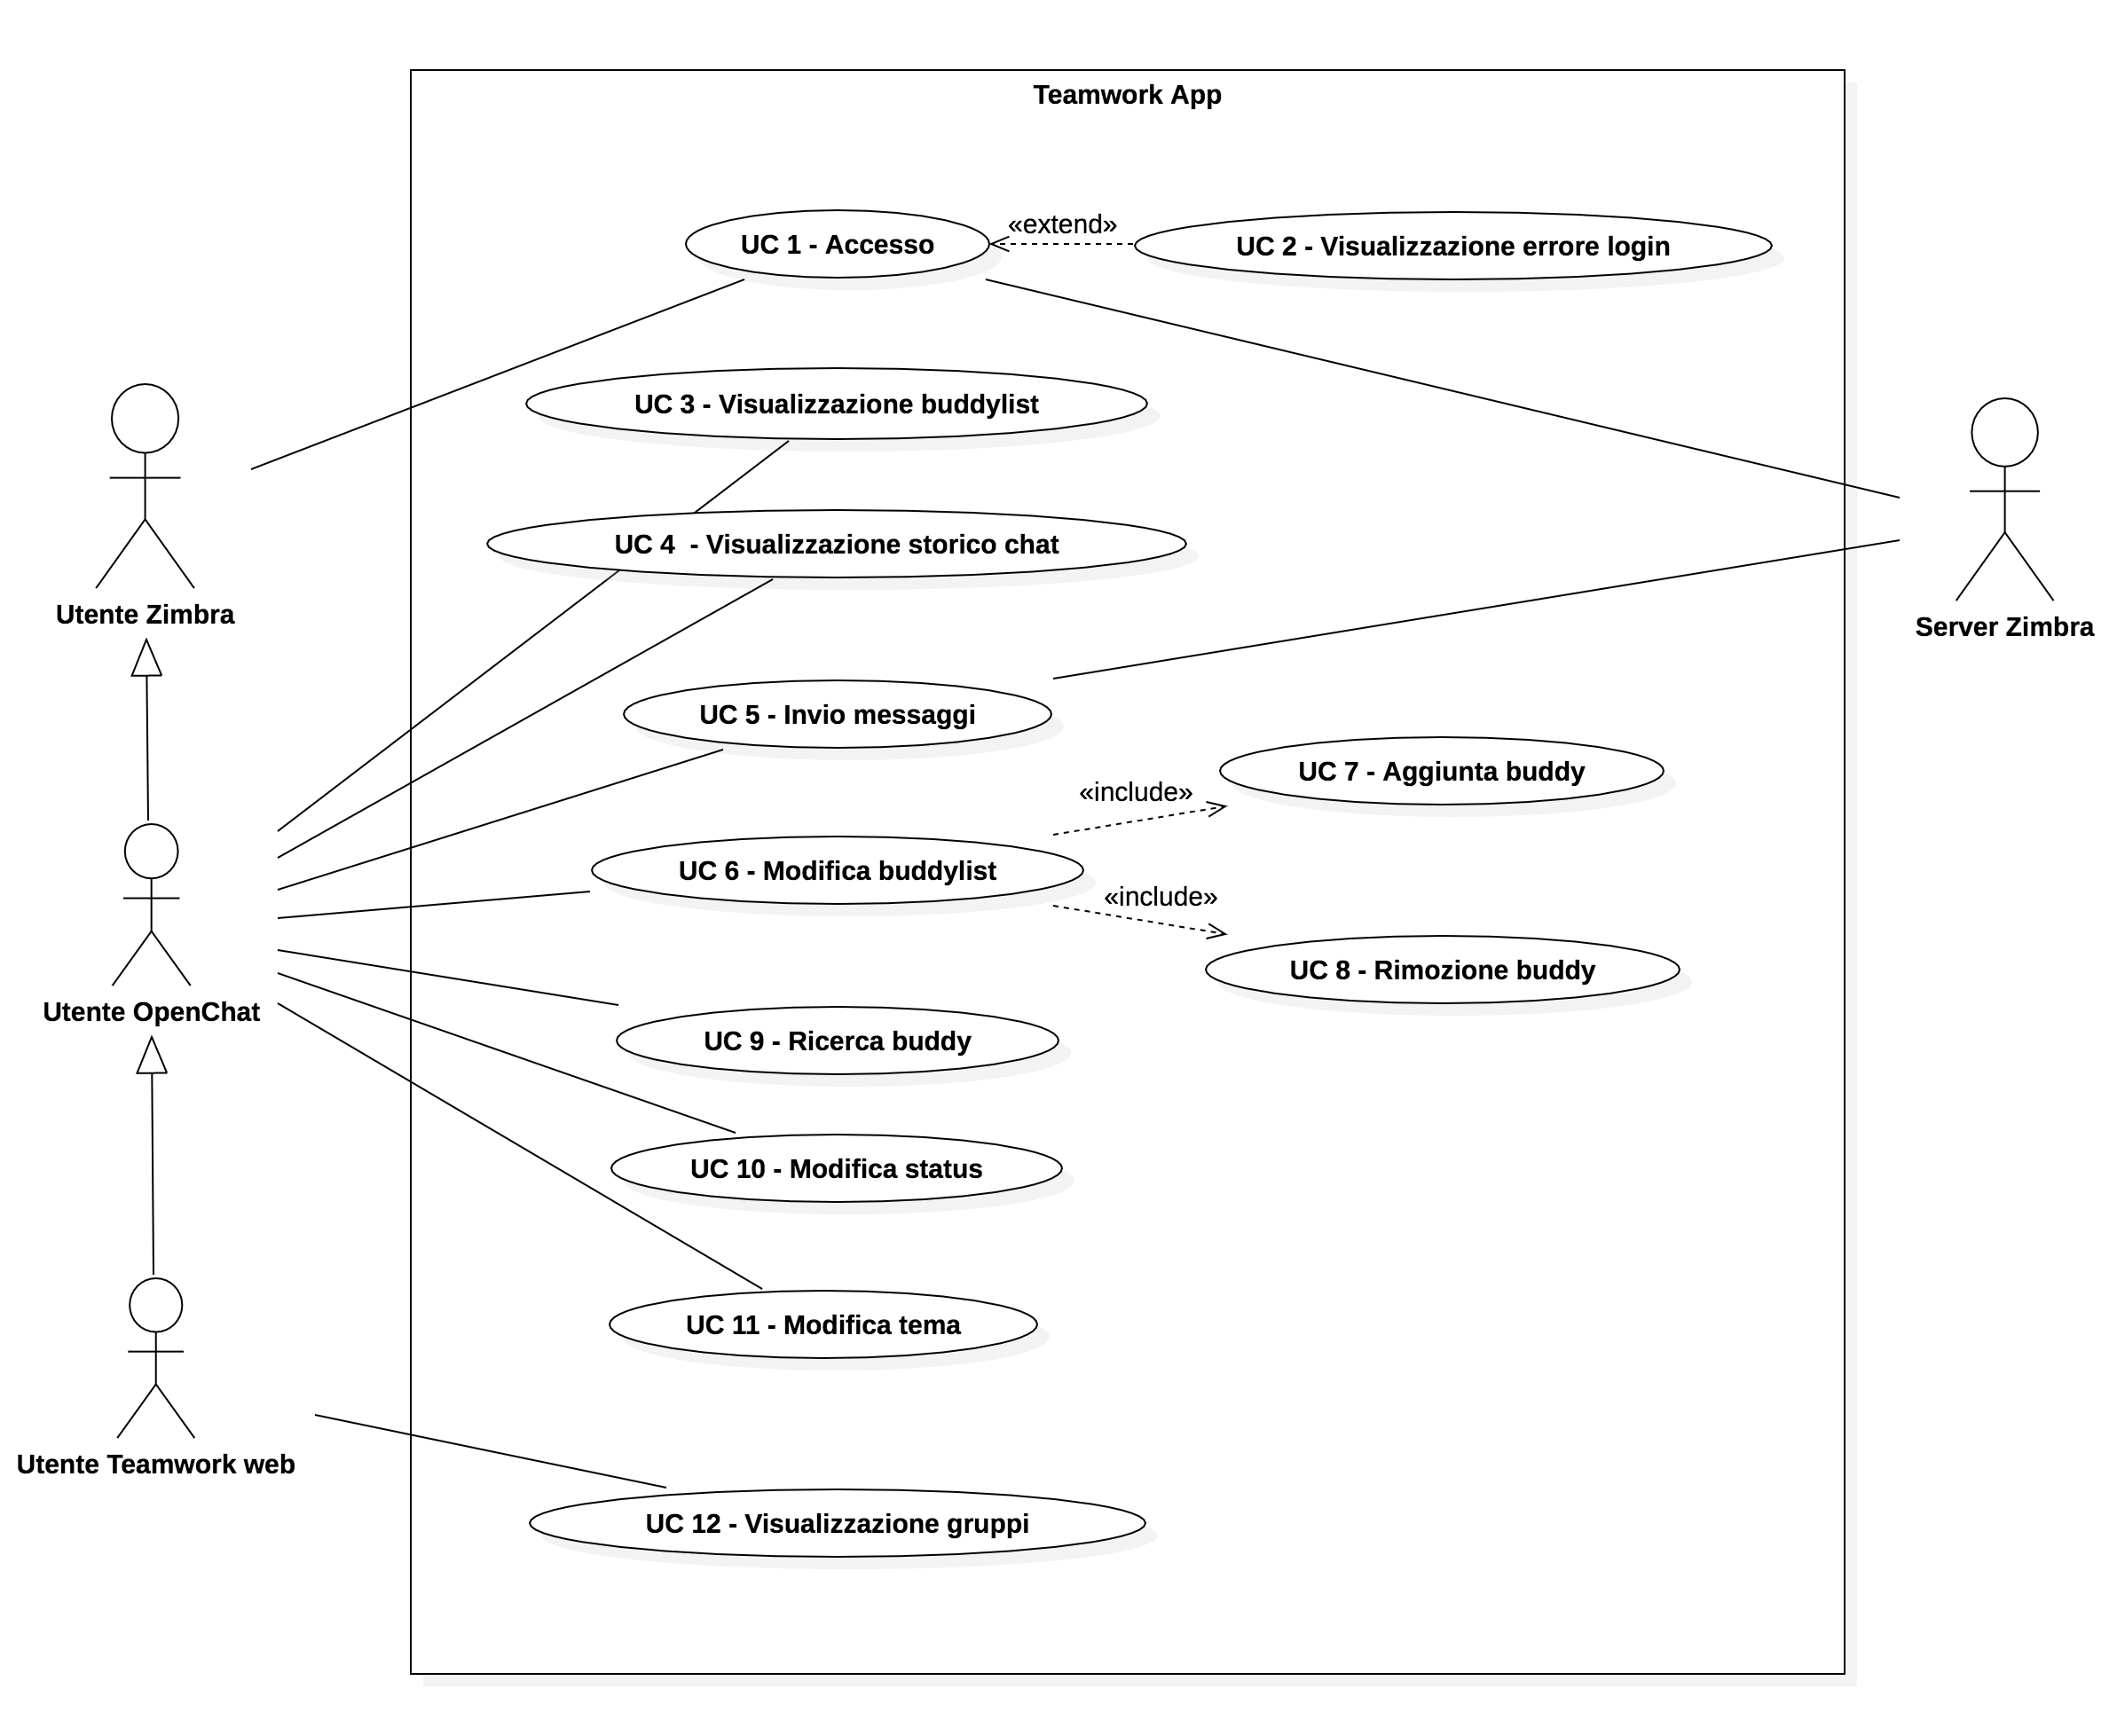 Teamwork App
«extend»
UC 1 - Accesso
UC 2 - Visualizzazione errore login
UC 3 - Visualizzazione buddylist
UC 4  - Visualizzazione storico chat
Utente Zimbra
Server Zimbra
UC 5 - Invio messaggi
UC 7 - Aggiunta buddy
«include»
UC 6 - Modifica buddylist
«include»
UC 8 - Rimozione buddy
Utente OpenChat
UC 9 - Ricerca buddy
UC 10 - Modifica status
UC 11 - Modifica tema
Utente Teamwork web
UC 12 - Visualizzazione gruppi